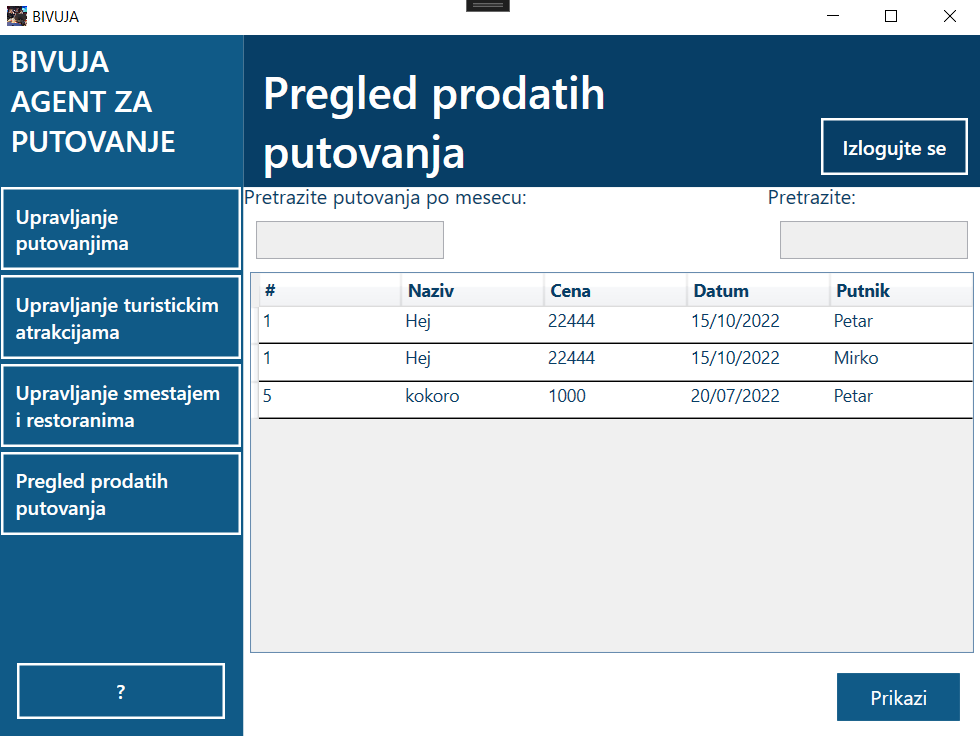 BIVUJA
BIVUJA
AGENT ZA
PUTOVANJE
Pregled prodatih
putovanja
Izlogujte se
Upravljanje
putovanjima
Upravljanje turistickim
atrakcijama
Upravljanje smestajem
i restoranima
Pregled prodatih
putovanja
?
Pretrazite putovanja po mesecu:
Pretrazite:
# Naziv Cena Datum Putnik
1 Hej 22444 15/10/2022 Petar
1 Hej 22444 15/10/2022 Mirko
5 kokoro 1000 20/07/2022 Petar
Prikazi